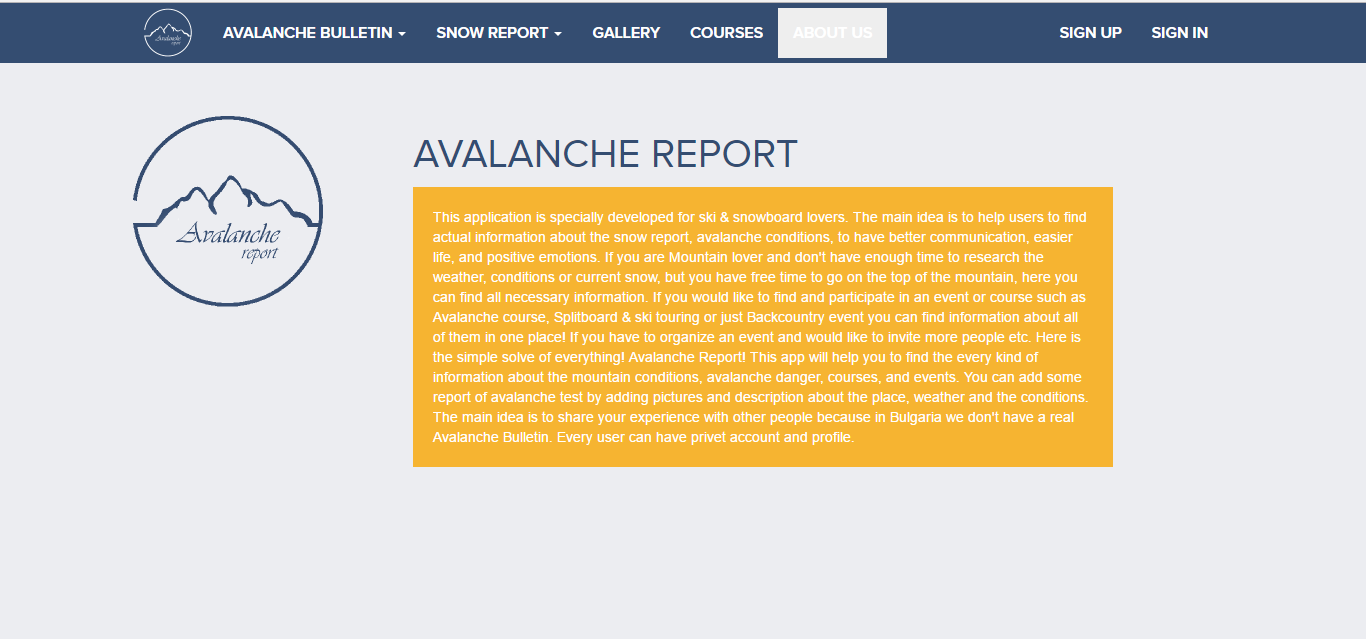 Avalanche
report
AVALANCHE BULLETIN
SNOW REPORT
GALLERY
COURSES
ABOUT US
SIGN UP
SIGN IN
Avalanche
report
AVALANCHE REPORT
This application is specially developed for ski & snowboard lovers. The main idea is to help users to find
actual information about the snow report, avalanche conditions, to have better communication, easier
life, and positive emotions. If you are Mountain lover and don't have enough time to research the
weather, conditions or current snow, but you have free time to go on the top of the mountain, here you
can find all necessary information. If you would like to find and participate in an event or course such as
Avalanche course, Splitboard & ski touring or just Backcountry event you can find information about all
of them in one place! If you have to organize an event and would like to invite more people etc. Here is
the simple solve of everything! Avalanche Report! This app will help you to find the every kind of
information about the mountain conditions, avalanche danger, courses, and events. You can add some
report of avalanche test by adding pictures and description about the place, weather and the conditions.
The main idea is to share your experience with other people because in Bulgaria we don't have a real
Avalanche Bulletin. Every user can have privet account and profile.